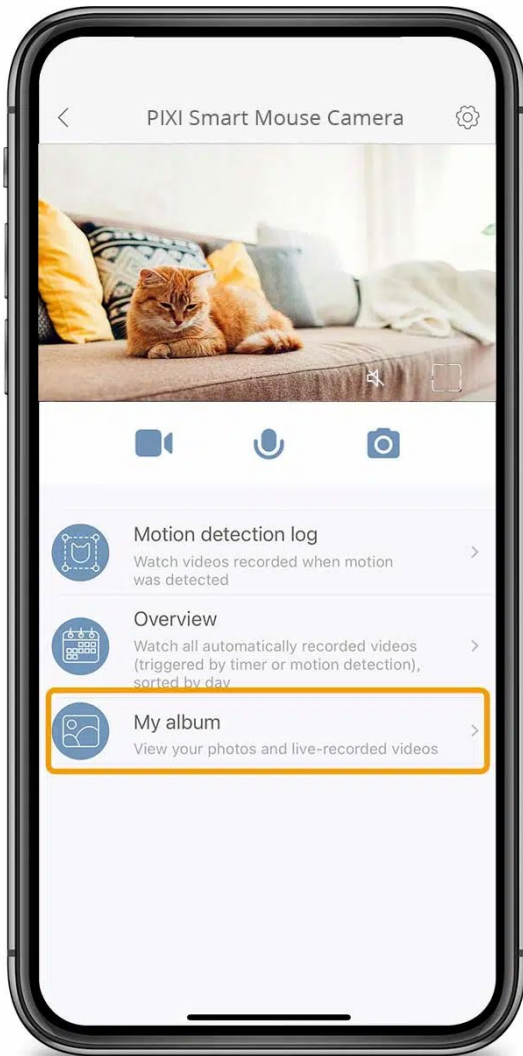 PIXI Smart Mouse Camera
Motion detection log
Watch videos recorded when motion
was detected
Overview
Watch all automatically recorded videos
(triggered by timer or motion detection),
sorted by day
My album
View your photos and live-recorded videos